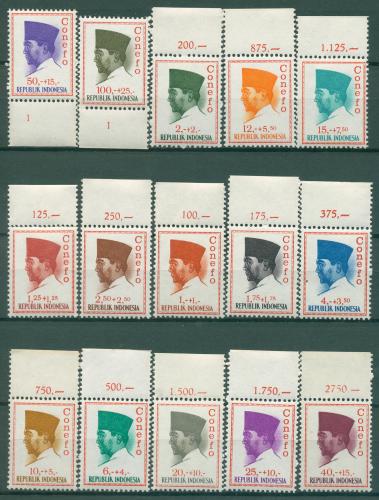 Conefo
50,-+15,-
REPUBLIK INDONESIA
1
Conefo
100,-+25,-
REPUBLIK INDONESIA
1
200.—
Conefo
2,-+2,-
REPUBLIK INDONESIA
875.—
Conefo
12,-+5,50
REPUBLIK INDONESIA
1.125.—
Conefo
15,-+7,50
REPUBLIK INDONESIA
125.—
Conefo
1,25+1,25
REPUBLIK INDONESIA
250.—
Conefo
2,50+2,50
REPUBLIK INDONESIA
100.—
Conefo
1,-+1,-
REPUBLIK INDONESIA
175.—
Conefo
1,75+1,75
REPUBLIK INDONESIA
375.—
Conefo
4,-+3,50
REPUBLIK INDONESIA
750.—
Conefo
10,-+5,-
REPUBLIK INDONESIA
500.—
Conefo
6,-+4,-
REPUBLIK INDONESIA
1.500.—
Conefo
20,-+10,-
REPUBLIK INDONESIA
1.750.—
Conefo
25,-+10,-
REPUBLIK INDONESIA
2750.—
Conefo
40,-+15,-
REPUBLIK INDONESIA